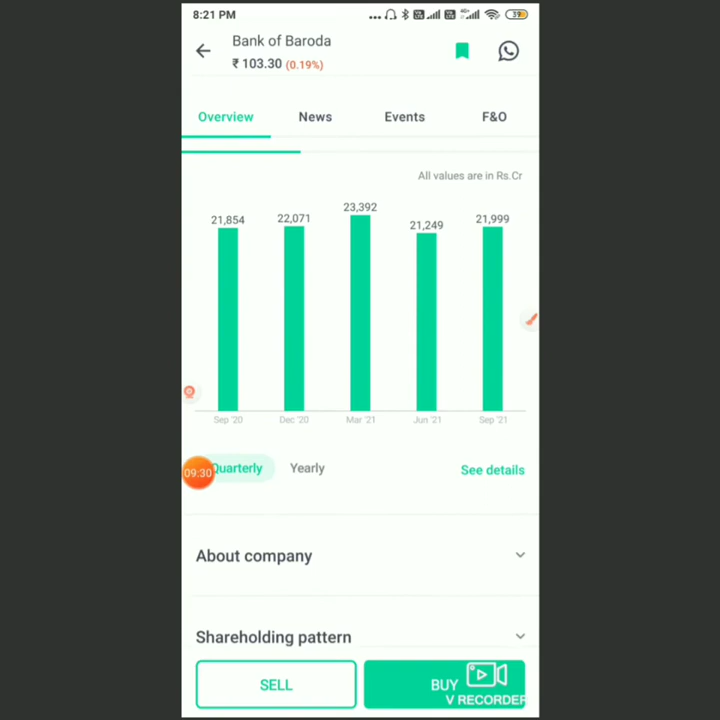 8:21 PM
39
Bank of Baroda
₹ 103.30 (0.19%)
Overview News Events F&O
All values are in Rs.Cr
21,854 22,071 23,392 21,249 21,999
Sep '20 Dec '20 Mar '21 Jun '21 Sep '21
09:30 Quarterly Yearly See details
About company
Shareholding pattern
SELL BUY
V RECORDER